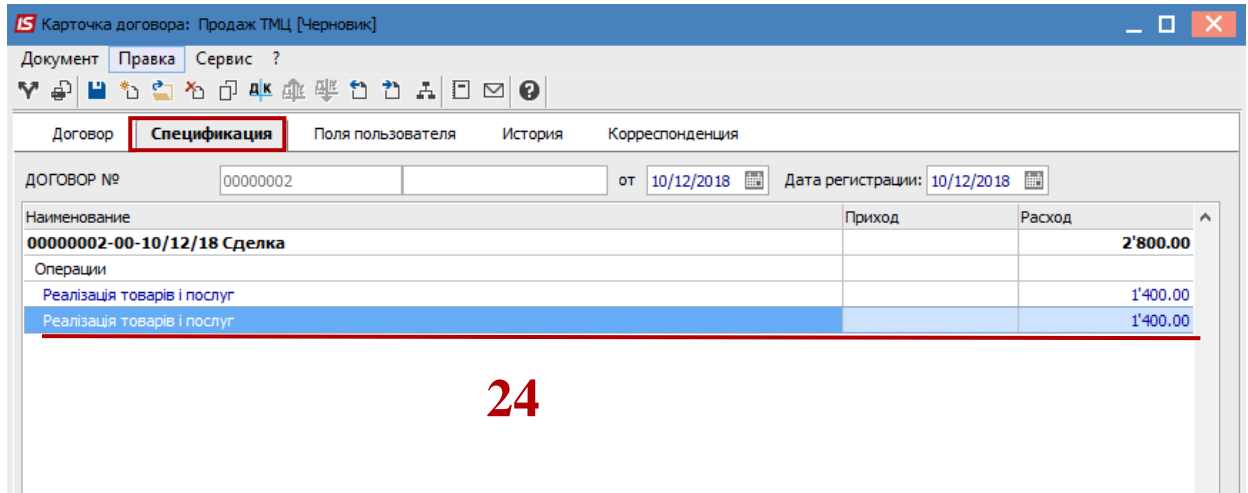 IS Карточка договора: Продаж ТМЦ [Черновик]
Документ Правка Сервис ?
Д К
Договор Спецификация Поля пользователя История Корреспонденция
ДОГОВОР № 00000002 от 10/12/2018 Дата регистрации: 10/12/2018
Наименование Приход Расход
00000002-00-10/12/18 Сделка 2'800.00
Операции
Реалізація товарів і послуг 1'400.00
Реалізація товарів і послуг 1'400.00
24